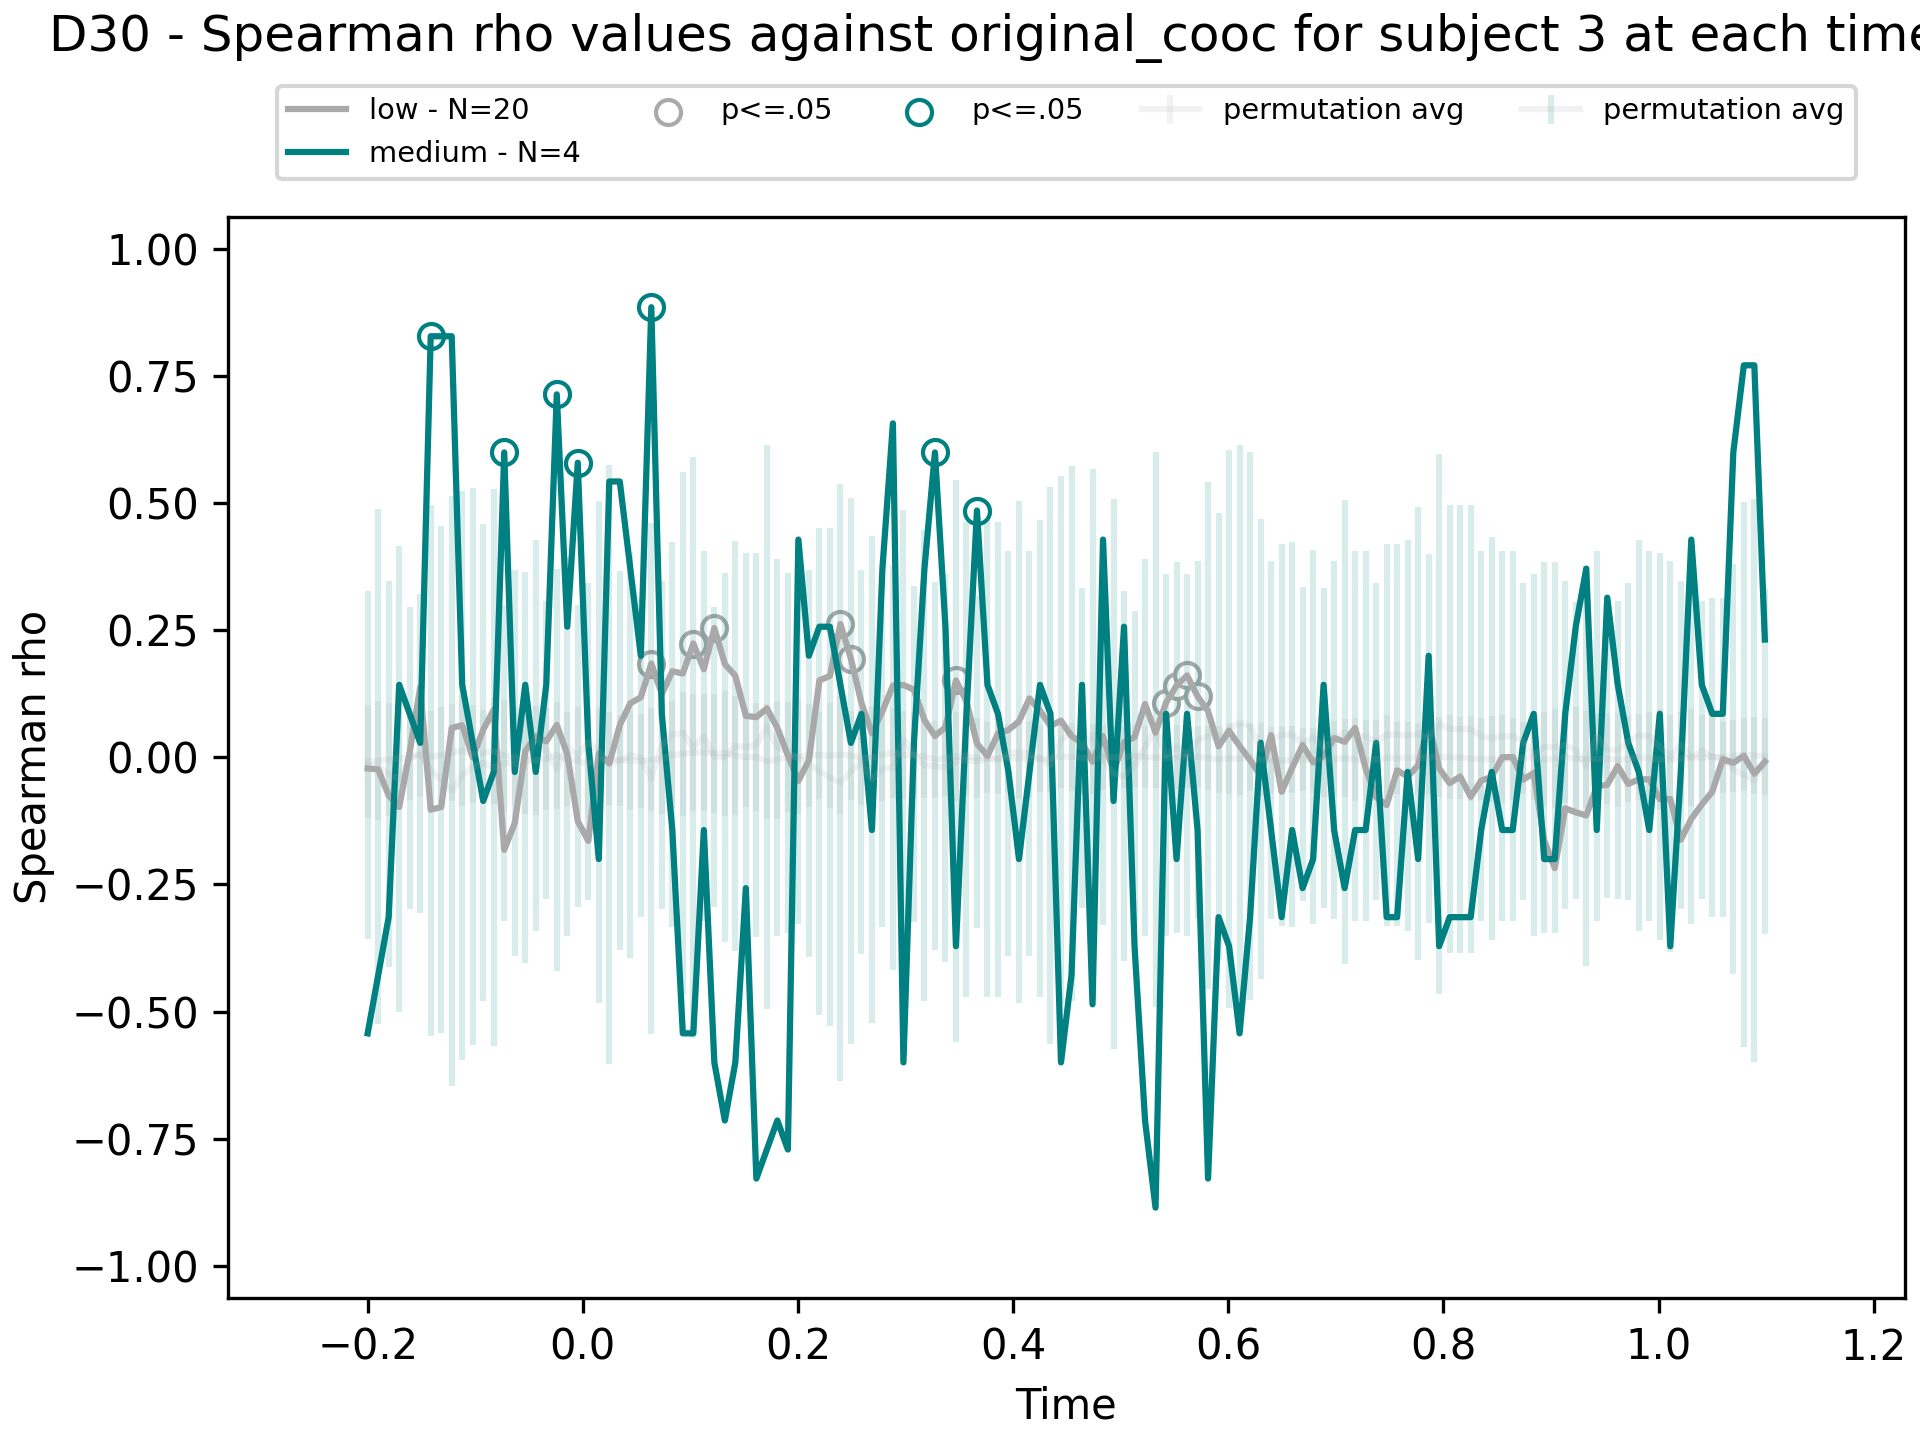 D30 - Spearman rho values against original_cooc for subject 3 at each time
low - N=20
medium - N=4
p<=.05
p<=.05
permutation avg
permutation avg
1.00
0.75
0.50
0.25
0.00
−0.25
−0.50
−0.75
−1.00
Spearman rho
−0.2 0.0 0.2 0.4 0.6 0.8 1.0 1.2
Time